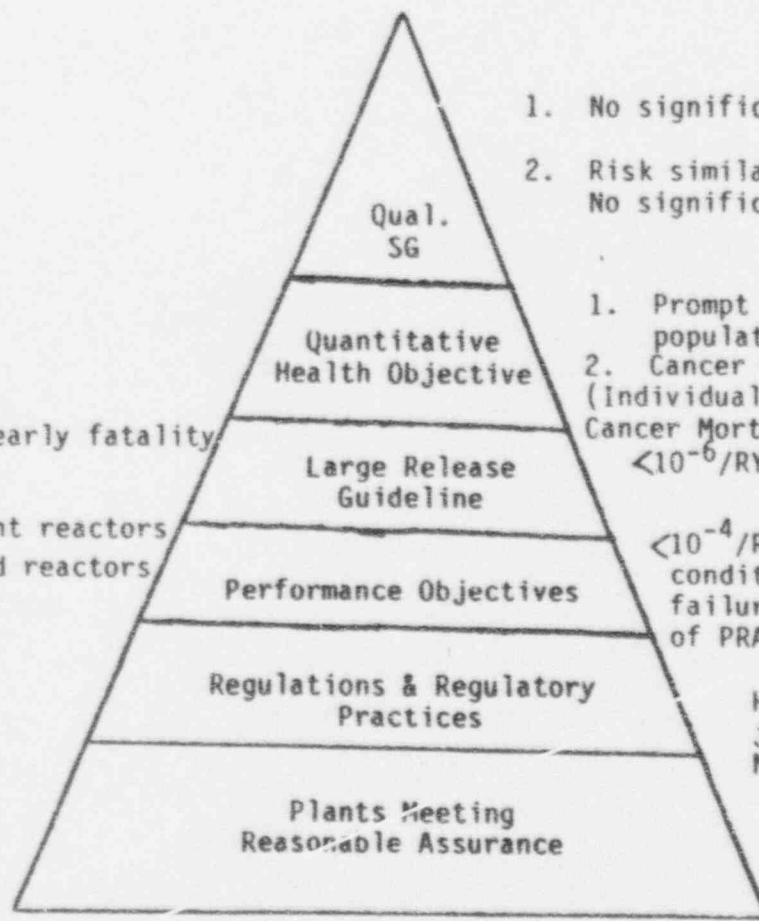 1. No signific
2. Risk simila
No signific
Qual.
SG
1. Prompt
populat
Quantitative
Health Objective
2. Cancer
(Individual
Cancer Mort
early fatality
<10⁻⁶/RY
Large Release
Guideline
nt reactors
d reactors
<10⁻⁴/R
condit
failur
of PRA
Performance Objectives
Regulations & Regulatory
Practices
Plants Meeting
Reasonable Assurance